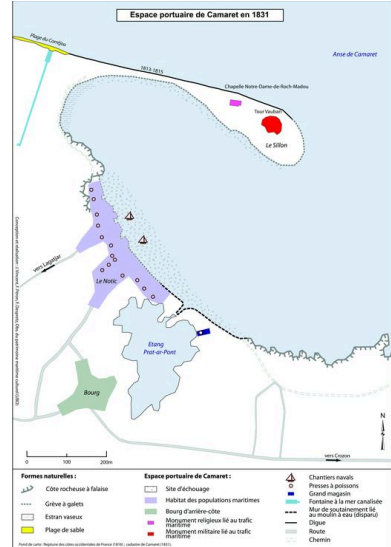 Espace portuaire de Camaret en 1831
Plage du Corréjou
1813-1815
Anse de Camaret
Chapelle Notre-Dame-de-Roch-Madou
Tour Vauban
Le Sillon
vers Lagatjar
Le Notic
Etang
Prat-ar-Pont
Bourg
0 100 200m
vers Crozon
N
Formes naturelles :
Côte rocheuse à falaise
Grève à galets
Estran vaseux
Plage de sable
Espace portuaire de Camaret :
Site d'échouage
Habitat des populations maritimes
Bourg d'arrière-côte
Monument religieux lié au trafic
maritime
Monument militaire lié au trafic
maritime
Chantiers navals
Presses à poissons
Grand magasin
Fontaine à la mer canalisée
Mur de soutainement lié
au moulin à eau (disparu)
Digue
Route
Chemin